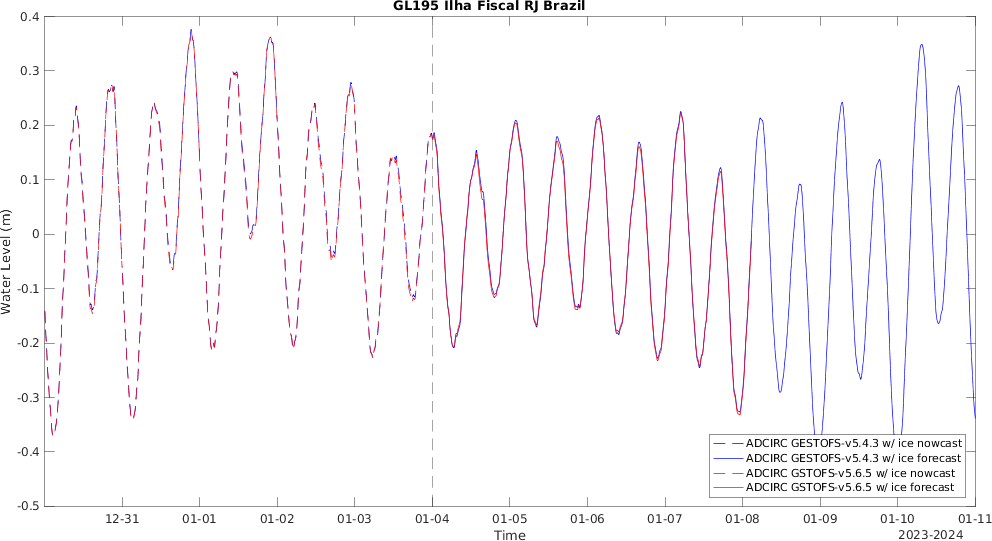 GL195 Ilha Fiscal RJ Brazil
0.4
0.3
0.2
0.1
0
-0.1
-0.2
-0.3
-0.4
-0.5
Water Level (m)
ADCIRC GESTOFS-v5.4.3 w/ ice nowcast
ADCIRC GESTOFS-v5.4.3 w/ ice forecast
ADCIRC GSTOFS-v5.6.5 w/ ice nowcast
ADCIRC GSTOFS-v5.6.5 w/ ice forecast
12-31 01-01 01-02 01-03 01-04 01-05 01-06 01-07 01-08 01-09 01-10 01-11
Time
2023-2024